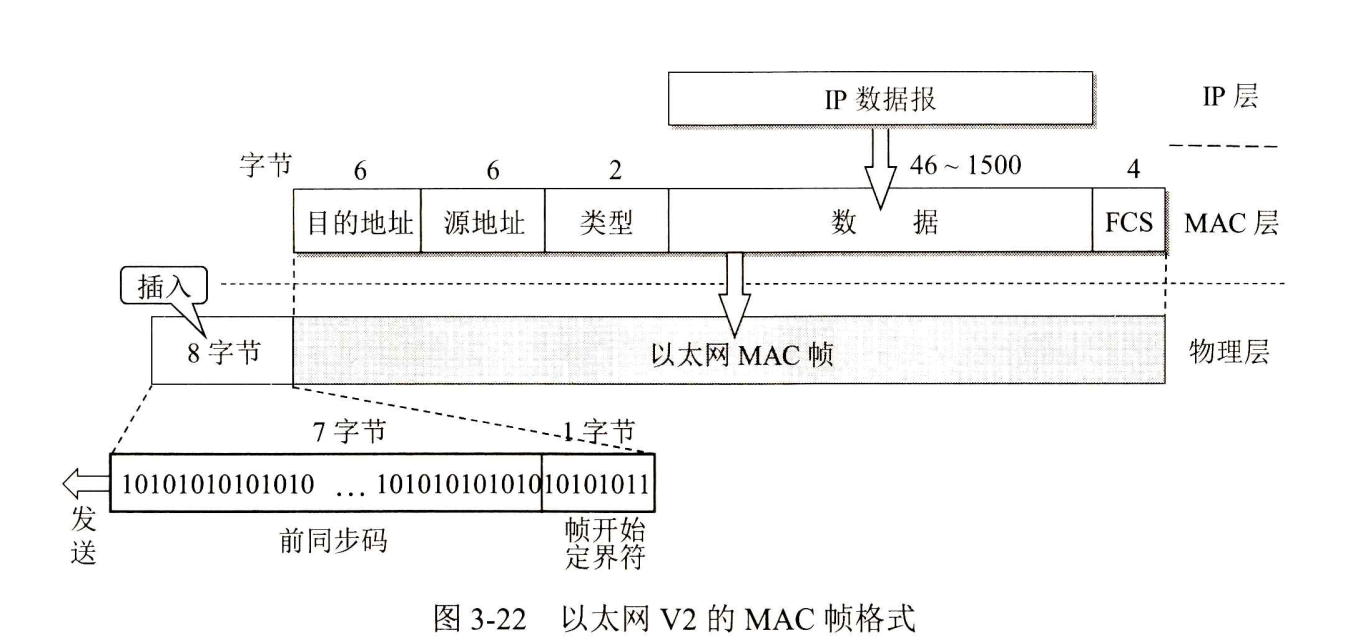 IP 数据报
IP 层
字节
6
6
2
46 ~ 1500
4
目的地址
源地址
类型
数 据
FCS
MAC 层
插入
8 字节
以太网 MAC 帧
物理层
7 字节
1 字节
10101010101010 … 101010101010
10101011
发送
前同步码
帧开始
定界符
图 3-22 以太网 V2 的 MAC 帧格式